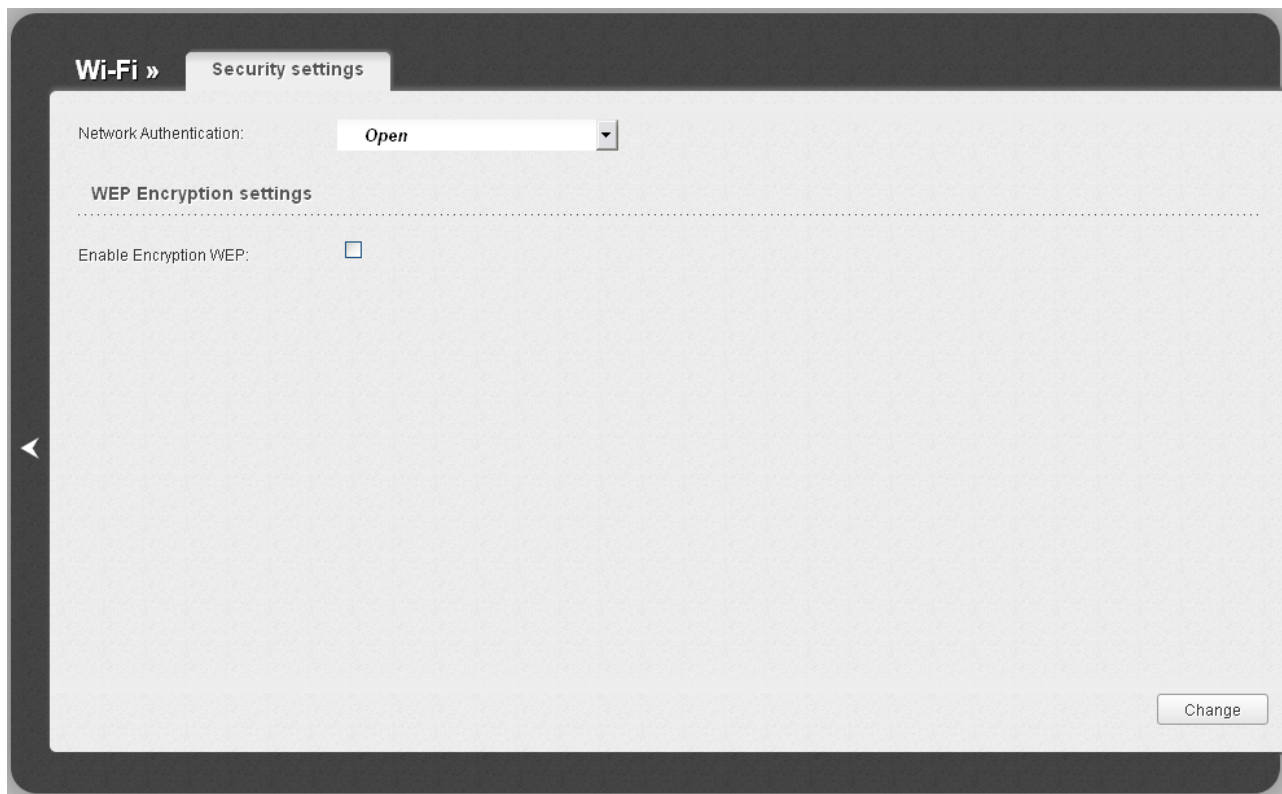 Wi-Fi » Security settings
Network Authentication: Open
WEP Encryption settings
Enable Encryption WEP:
Change